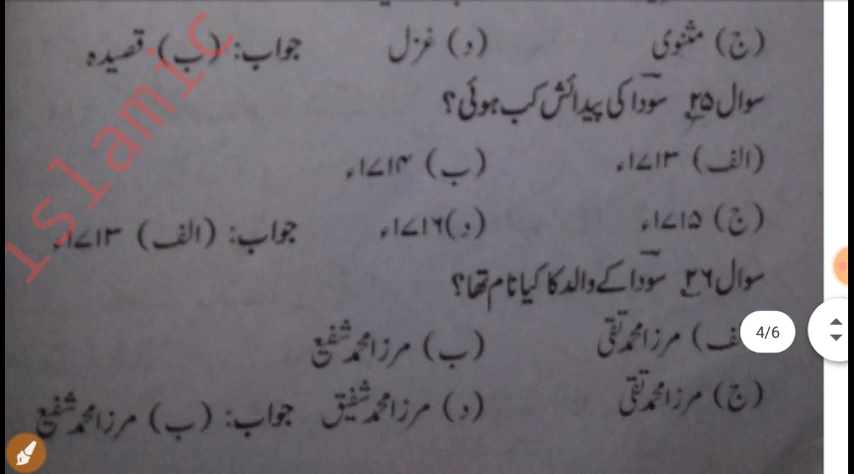 (ج) مثنوی (د) غزل جواب: (ب) قصیدہ
سوال ۲۵ سوداؔ کی پیدائش کب ہوئی؟
(الف) ۱۷۱۳ء (ب) ۱۷۱۴ء
(ج) ۱۷۱۵ء (د) ۱۷۱۶ء جواب: (الف) ۱۷۱۳ء
سوال ۲۶ سوداؔ کے والد کا کیا نام تھا؟
لف) مرزا محمد تقی (ب) مرزا محمد شفیع
(ج) مرزا محمد تقی (د) مرزا محمد شفیق جواب: (ب) مرزا محمد شفیع
Islamic
4/6